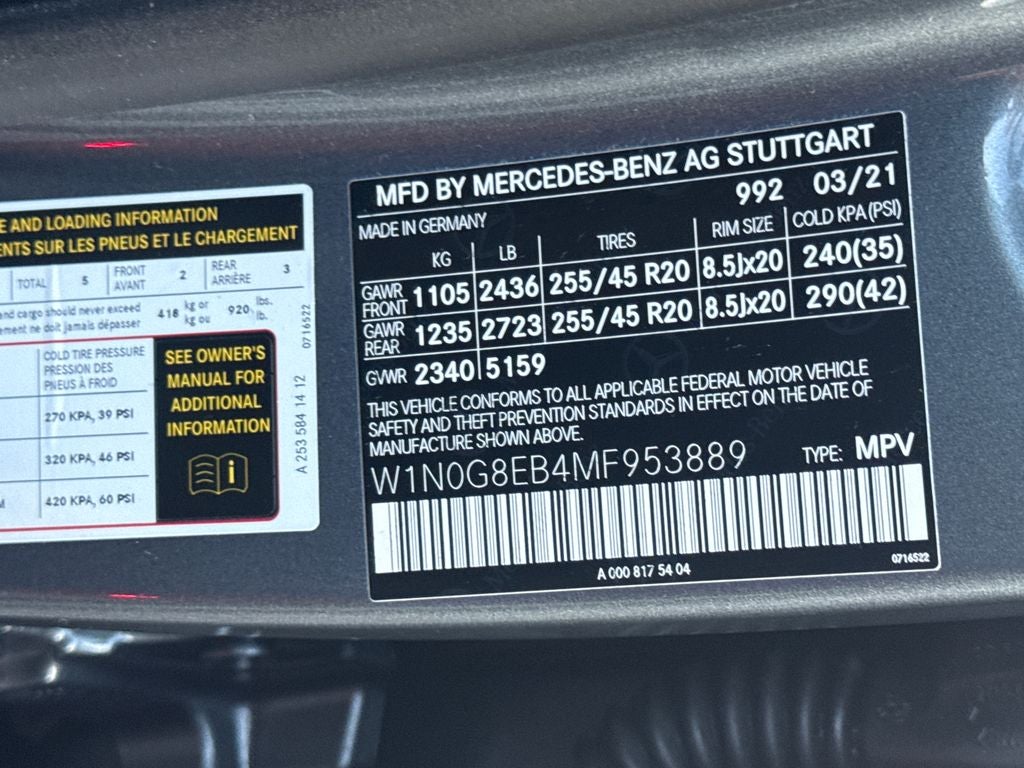 E AND LOADING INFORMATION
ENTS SUR LES PNEUS ET LE CHARGEMENT
TOTAL 5 FRONT AVANT 2 REAR ARRIÈRE 3
and cargo should never exceed 418 kg or 920 lbs.
ement ne doit jamais dépasser kg ou lb.
COLD TIRE PRESSURE
PRESSION DES
PNEUS À FROID
270 KPA, 39 PSI
320 KPA, 46 PSI
420 KPA, 60 PSI
SEE OWNER'S
MANUAL FOR
ADDITIONAL
INFORMATION
i
0716522
A 253 584 14 12
MFD BY MERCEDES-BENZ AG STUTTGART
MADE IN GERMANY 992 03/21
KG LB TIRES RIM SIZE COLD KPA(PSI)
GAWR FRONT 1105 2436 255/45 R20 8.5Jx20 240(35)
GAWR REAR 1235 2723 255/45 R20 8.5Jx20 290(42)
GVWR 2340 5159
THIS VEHICLE CONFORMS TO ALL APPLICABLE FEDERAL MOTOR VEHICLE
SAFETY AND THEFT PREVENTION STANDARDS IN EFFECT ON THE DATE OF
MANUFACTURE SHOWN ABOVE.
W1N0G8EB4MF953889 TYPE: MPV
A 000 817 54 04
0716522